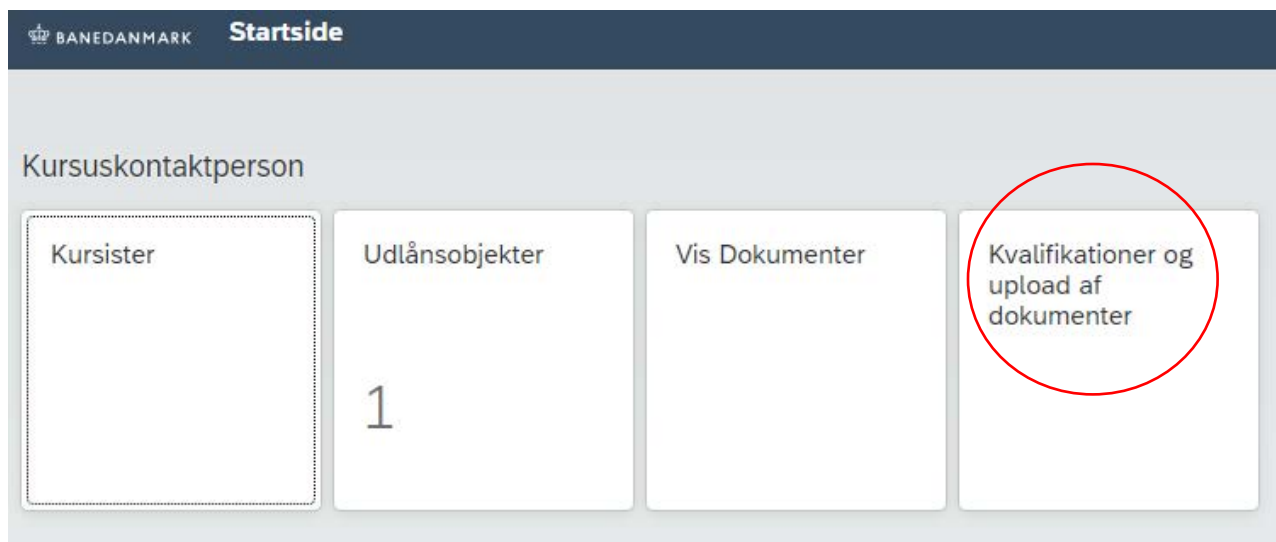 BANEDANMARK Startside
Kursuskontaktperson
Kursister
Udlånsobjekter
1
Vis Dokumenter
Kvalifikationer og
upload af
dokumenter